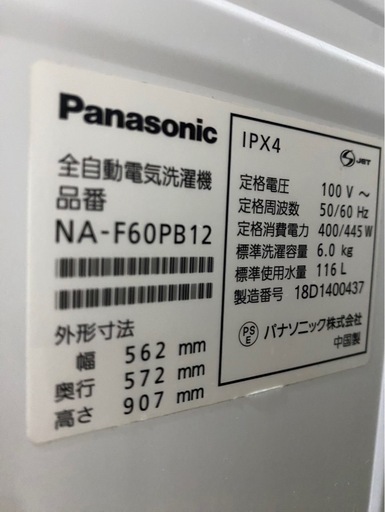 Panasonic
全自動電気洗濯機
品番
NA-F60PB12
外形寸法
幅 562 mm
奥行 572 mm
高さ 907 mm
IPX4
S JET
定格電圧 100 V ～
定格周波数 50/60 Hz
定格消費電力 400/445 W
標準洗濯容量 6.0 kg
標準使用水量 116 L
製造番号 18D1400437
PS E パナソニック株式会社
中国製